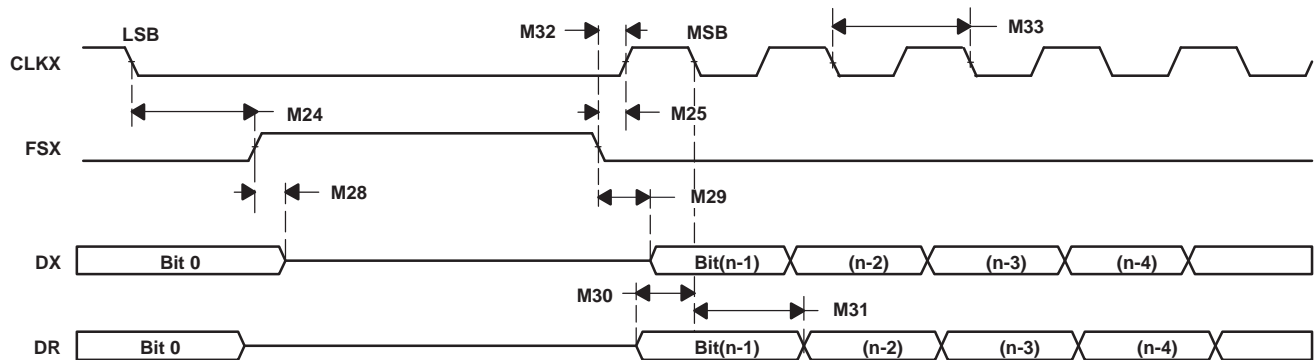 LSB
M32
MSB
M33
CLKX
M24
M25
FSX
M28
M29
DX
Bit 0
Bit(n-1)
(n-2)
(n-3)
(n-4)
M30
M31
DR
Bit 0
Bit(n-1)
(n-2)
(n-3)
(n-4)